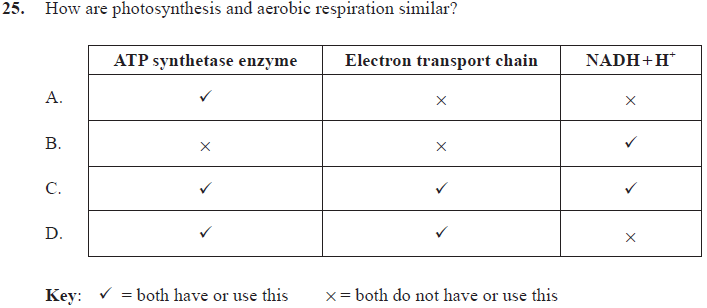 25. How are photosynthesis and aerobic respiration similar?
ATP synthetase enzyme Electron transport chain NADH+H⁺
A. ✓ × ×
B. × × ✓
C. ✓ ✓ ✓
D. ✓ ✓ ×
Key: ✓ = both have or use this × = both do not have or use this